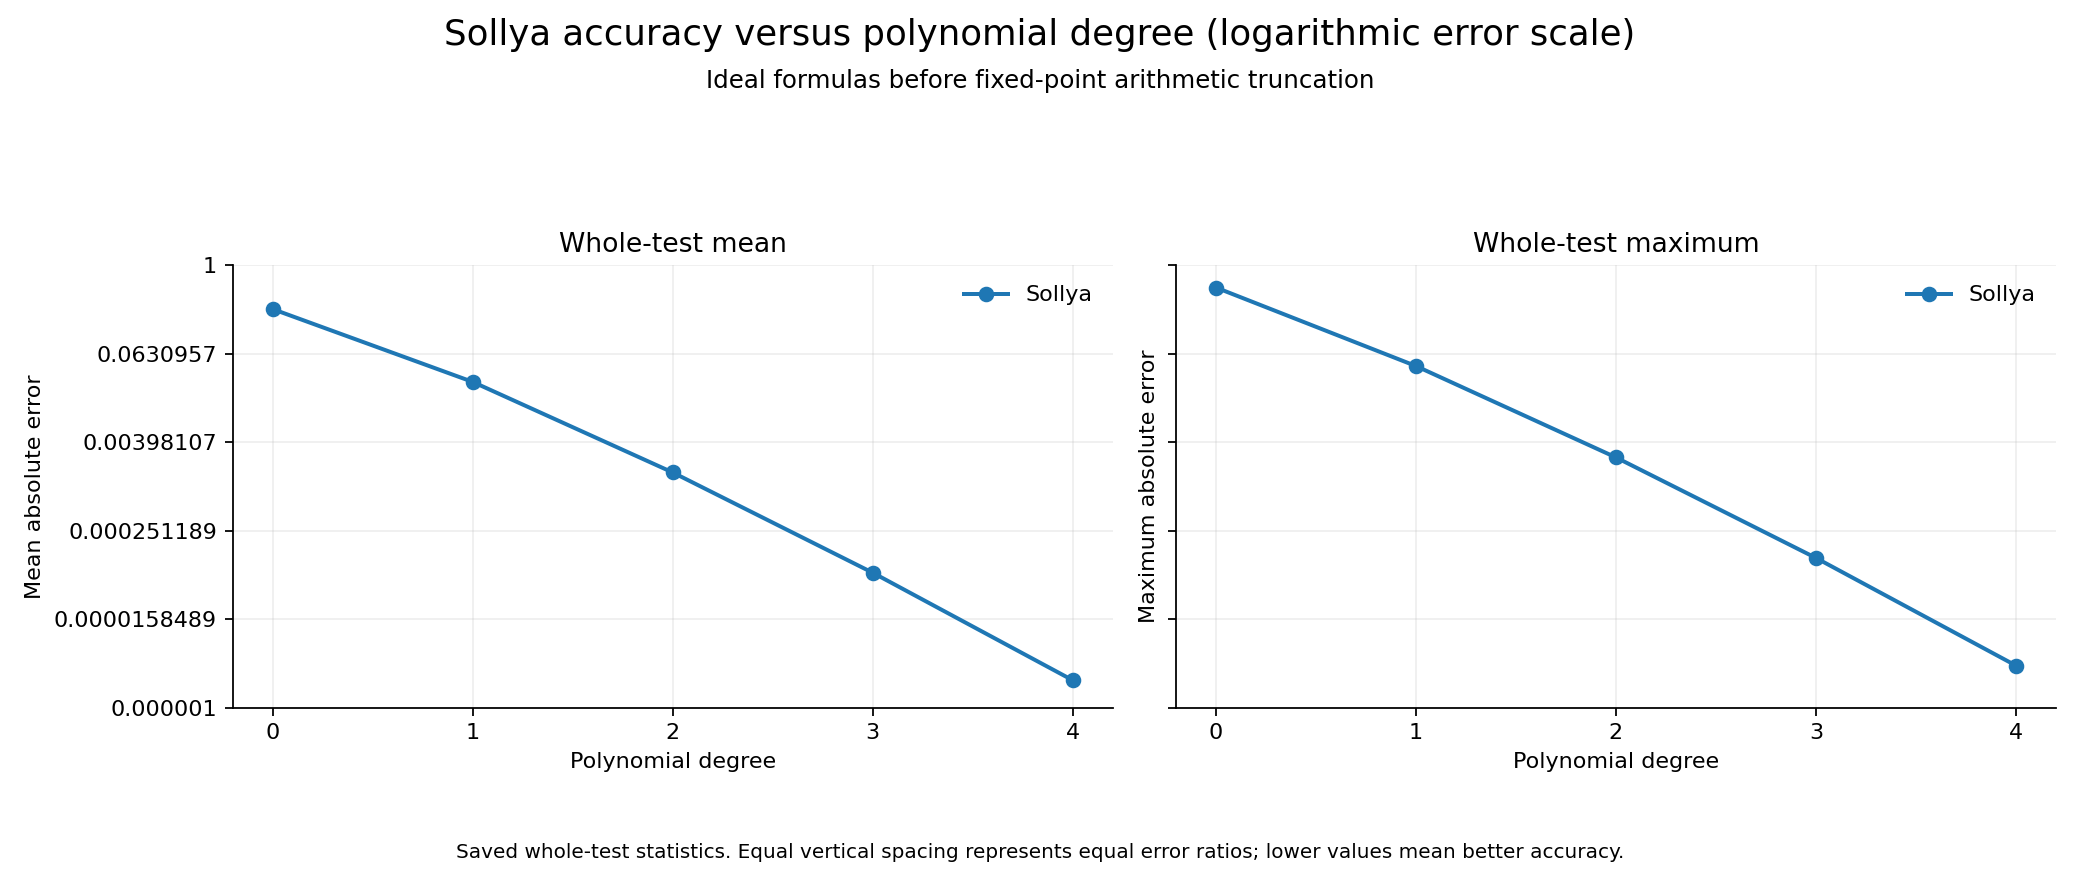 Sollya accuracy versus polynomial degree (logarithmic error scale)
Ideal formulas before fixed-point arithmetic truncation
Whole-test mean
Mean absolute error
1
0.0630957
0.00398107
0.000251189
0.0000158489
0.000001
Sollya
0 1 2 3 4
Polynomial degree
Whole-test maximum
Maximum absolute error
Sollya
0 1 2 3 4
Polynomial degree
Saved whole-test statistics. Equal vertical spacing represents equal error ratios; lower values mean better accuracy.